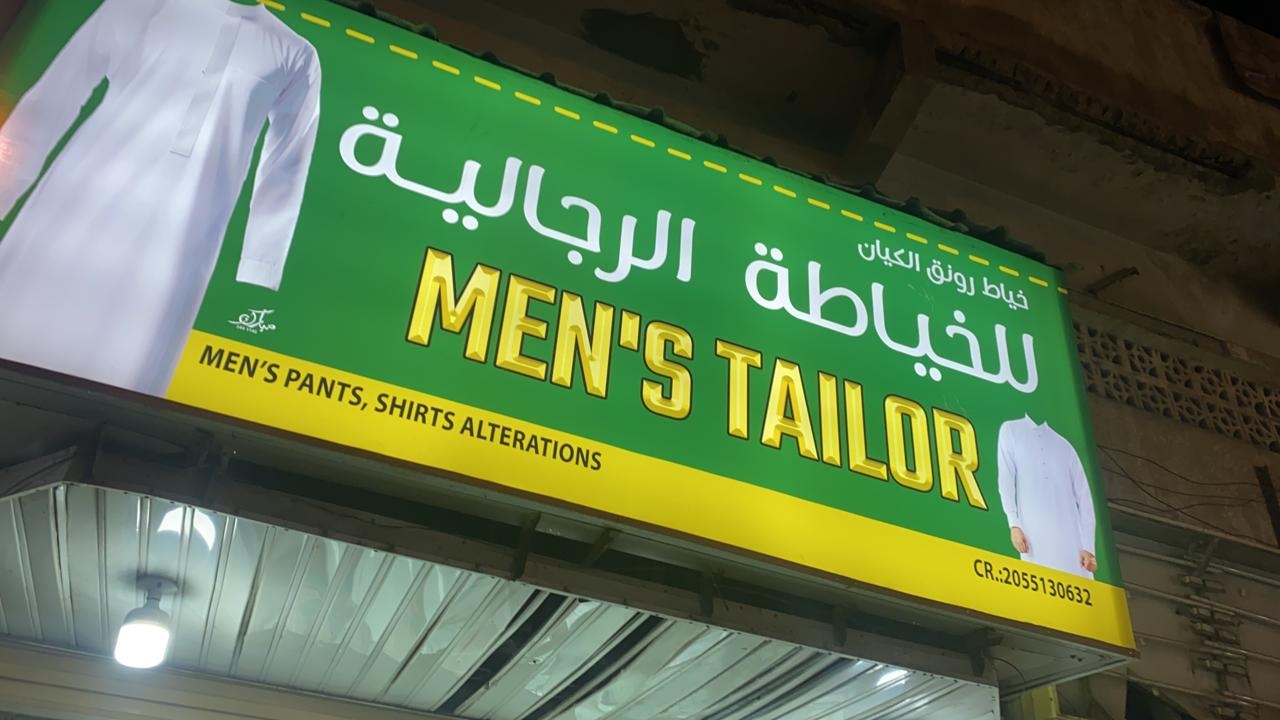 خياط رونق الكيان
للخياطة الرجالية
MEN'S TAILOR
MEN'S PANTS, SHIRTS ALTERATIONS
CR.:2055130632